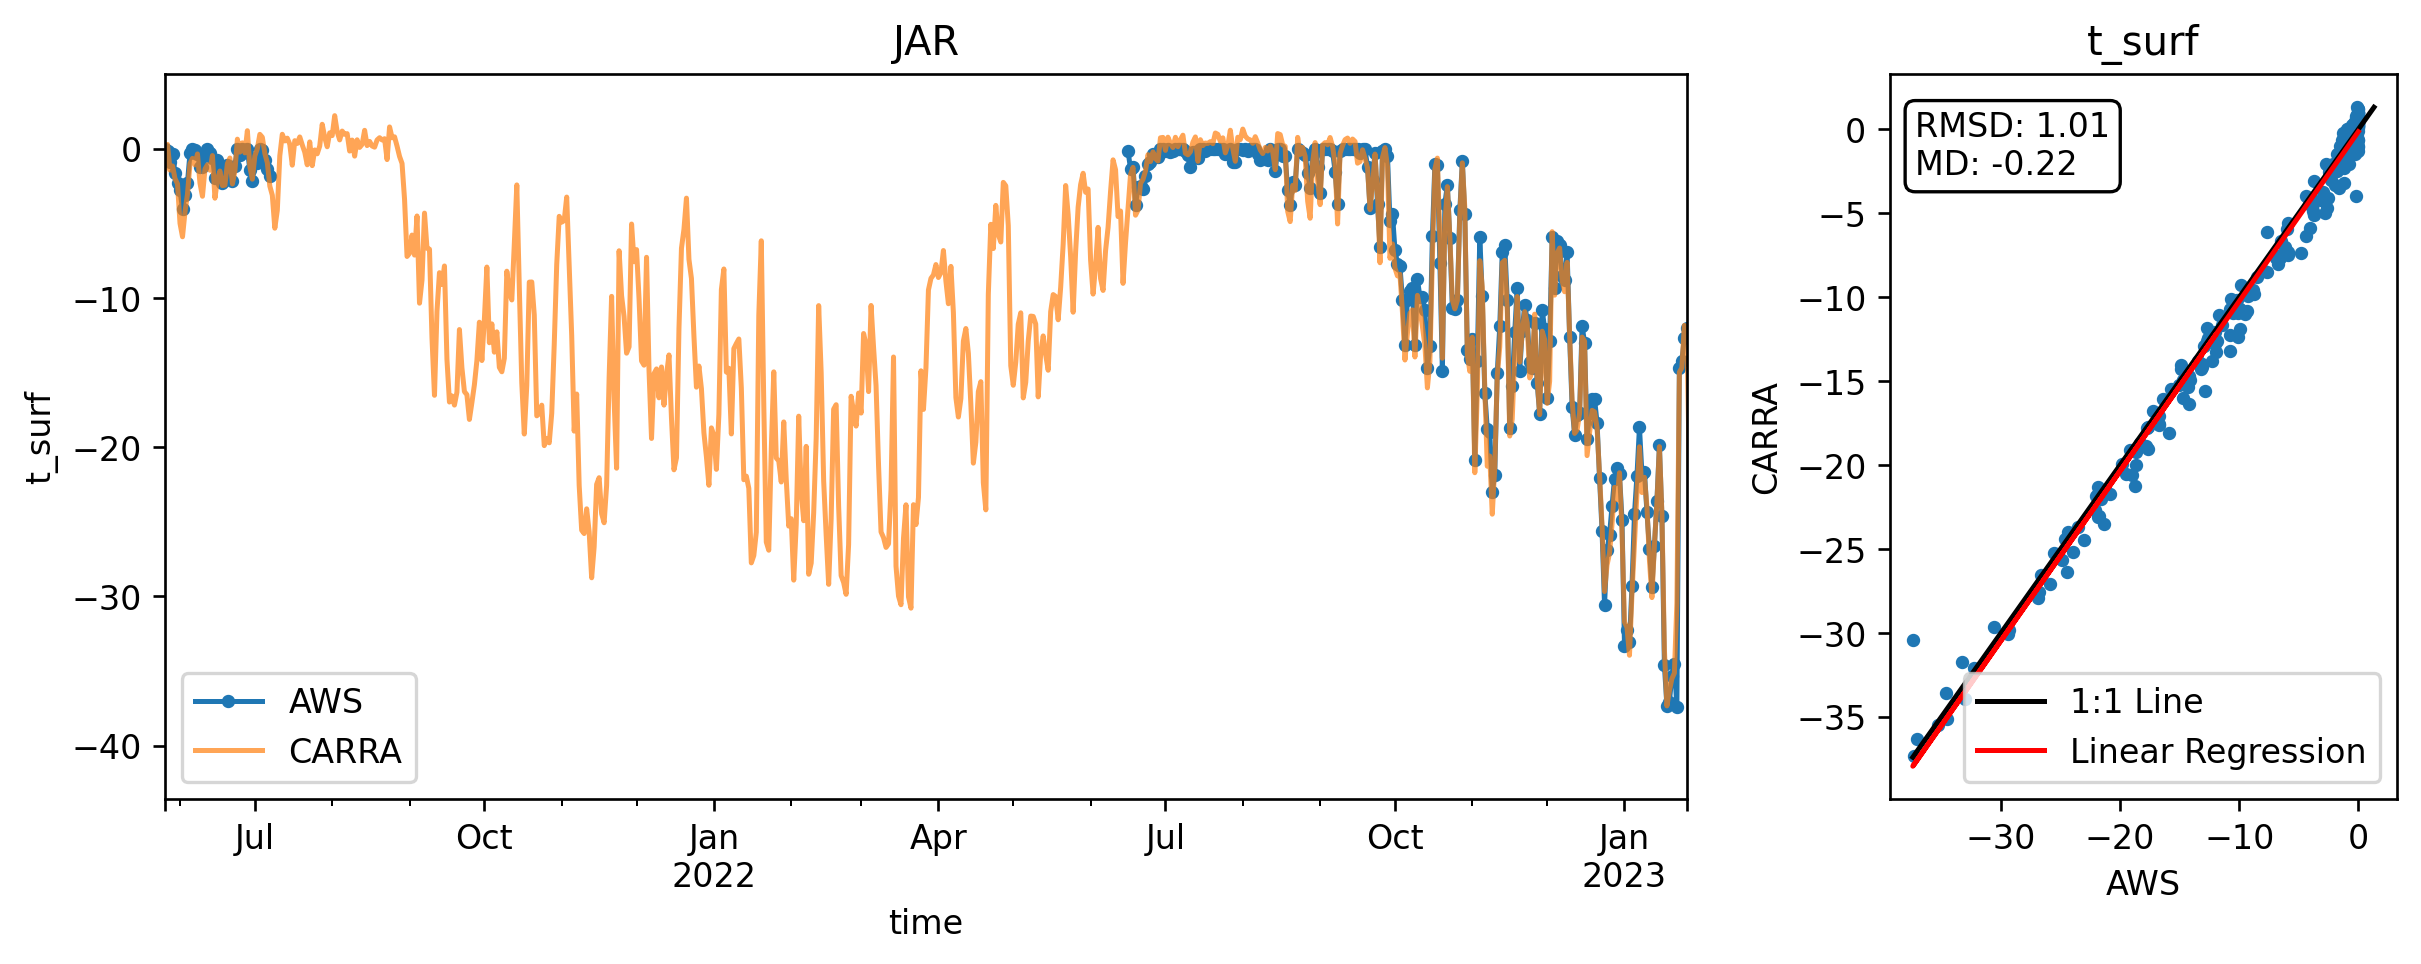 JAR
t_surf
0
−10
−20
−30
−40
AWS
CARRA
Jul
Oct
Jan
2022
Apr
Jul
Oct
Jan
2023
time
t_surf
CARRA
0
−5
−10
−15
−20
−25
−30
−35
RMSD: 1.01
MD: -0.22
1:1 Line
Linear Regression
−30
−20
−10
0
AWS